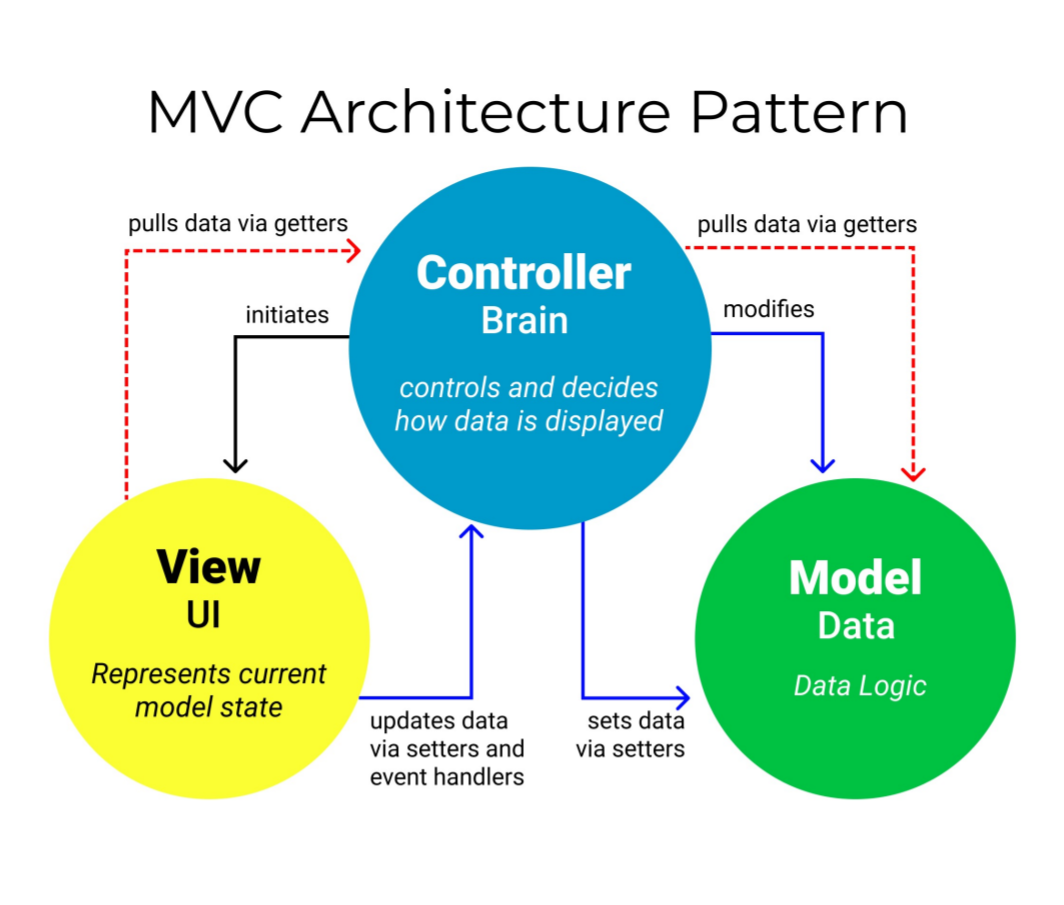 MVC Architecture Pattern
pulls data via getters
pulls data via getters
initiates
modifies
Controller
Brain
controls and decides
how data is displayed
View
UI
Represents current
model state
Model
Data
Data Logic
updates data
via setters and
event handlers
sets data
via setters